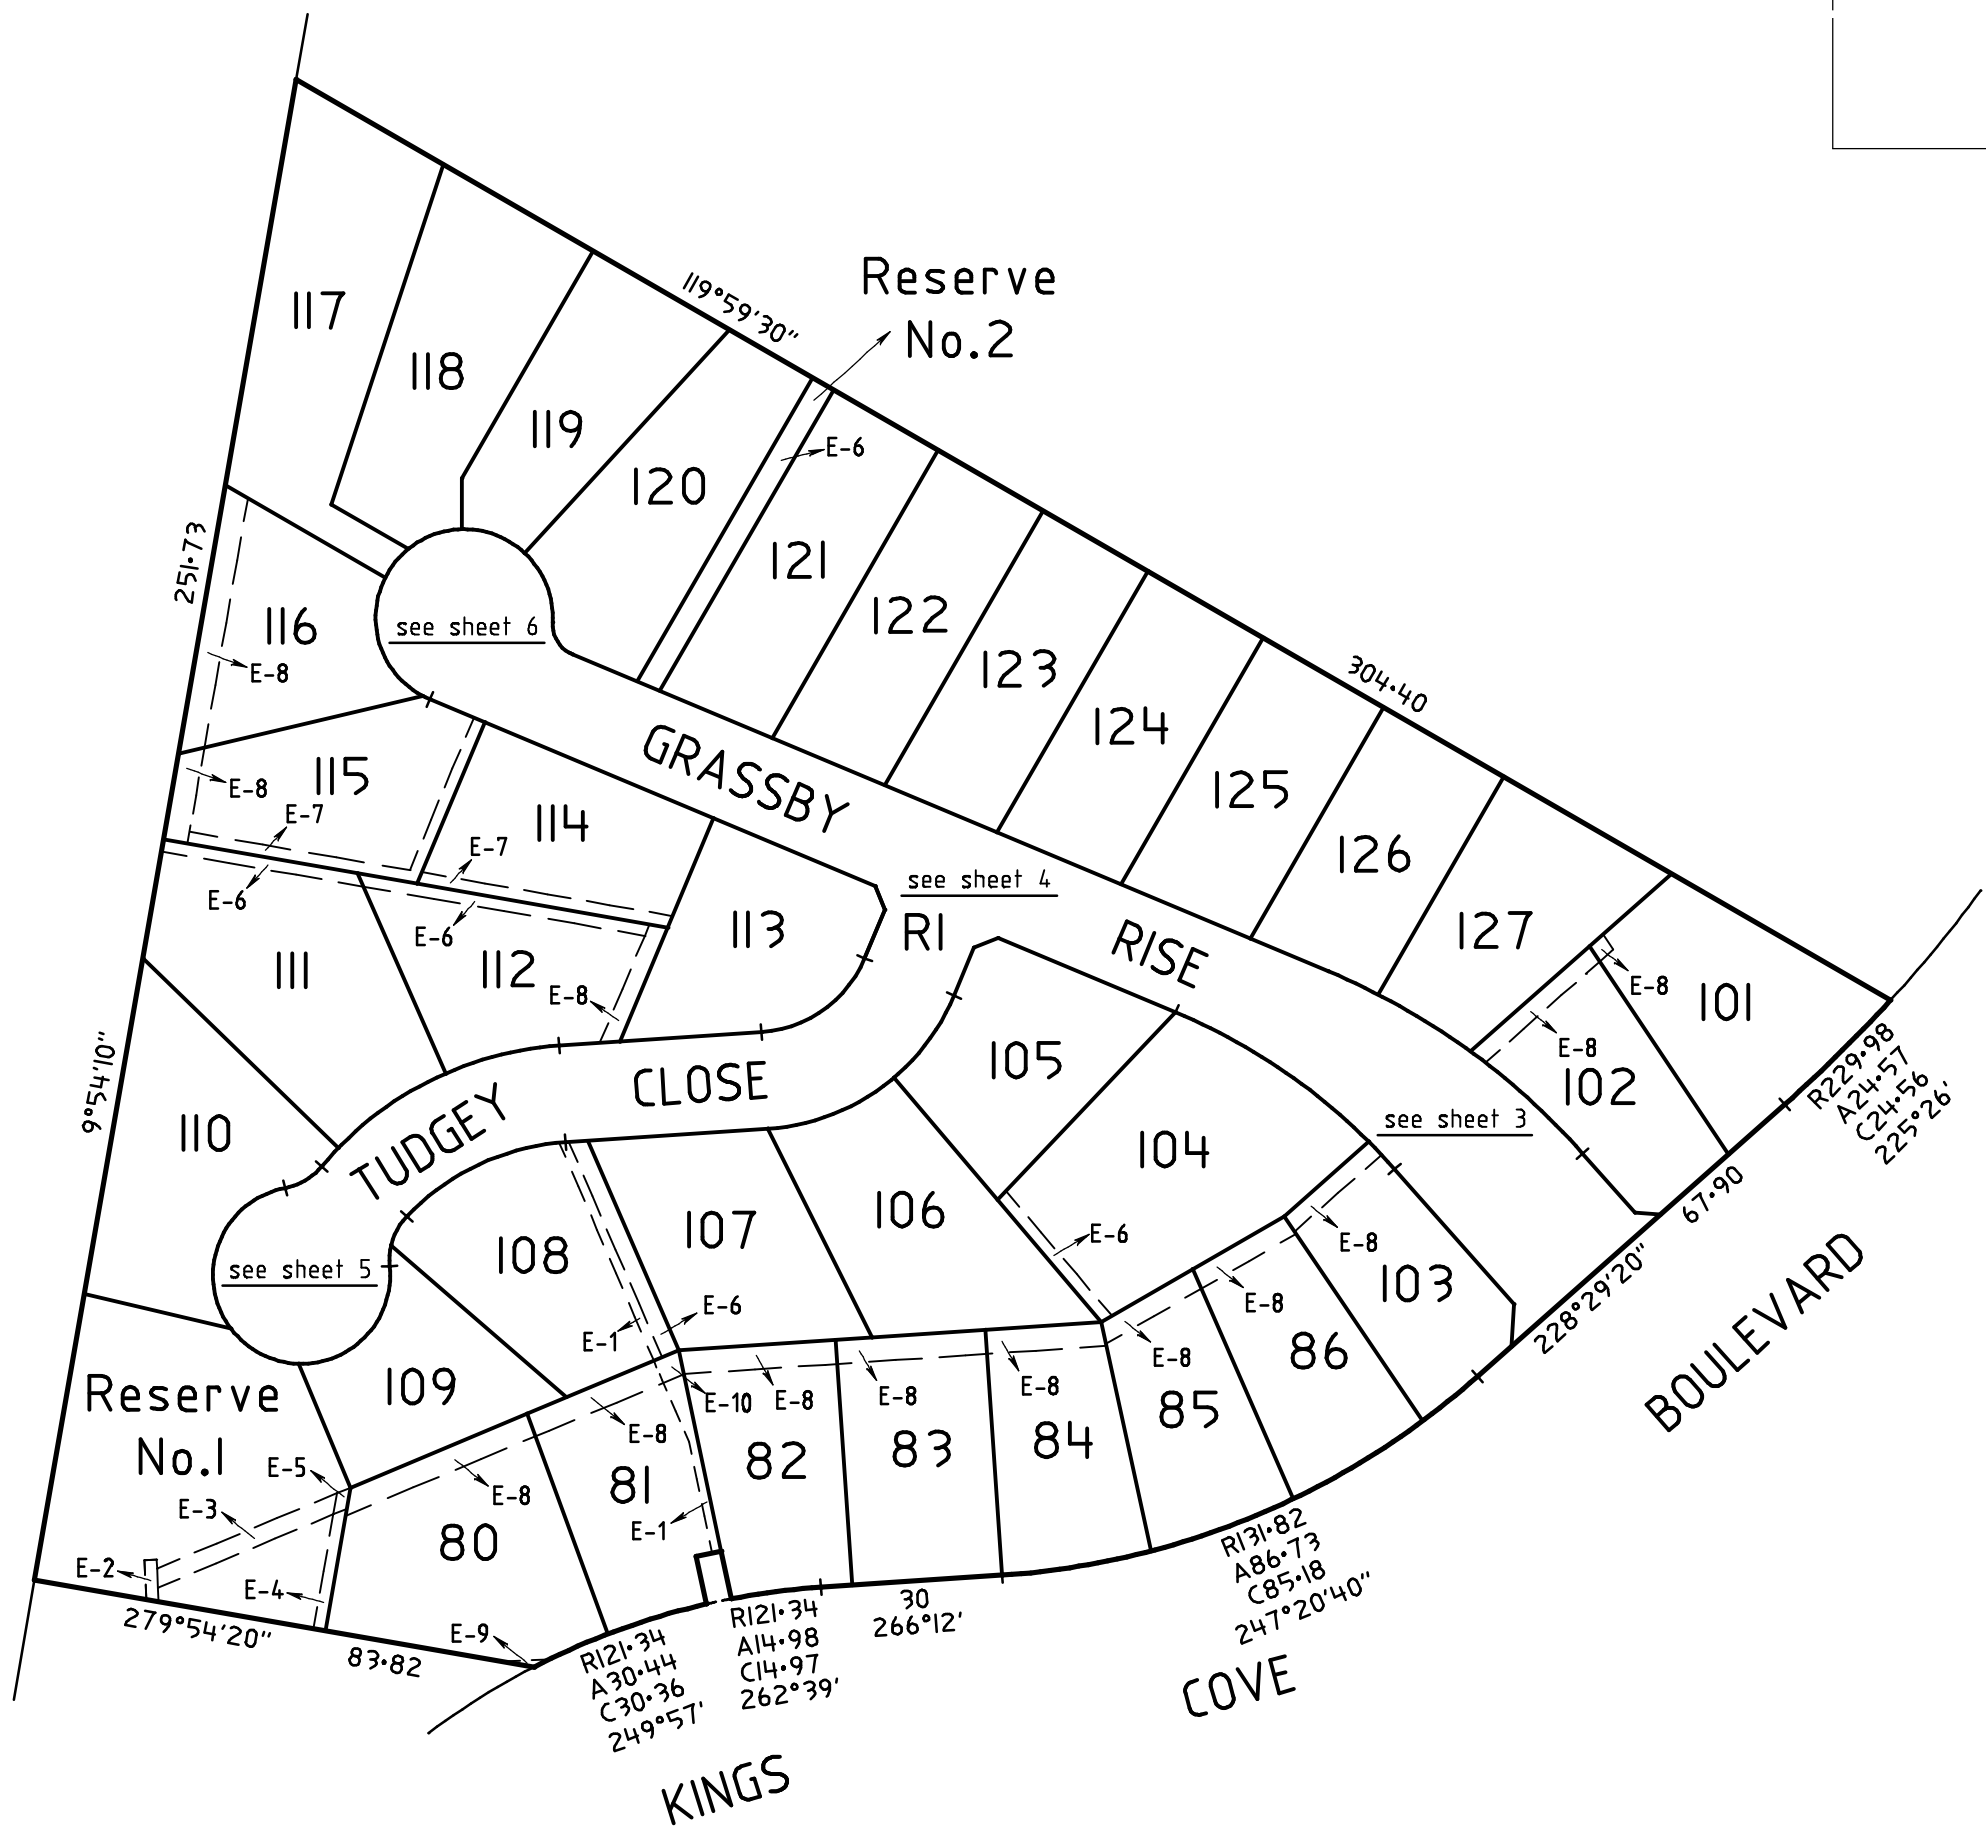 Reserve
No.2
119°59'30"
117
118
119
120
E-6
121
122
123
124
125
126
127
304·40
251·73
116
see sheet 6
E-8
GRASSBY
RISE
115
E-8
E-7
114
E-7
E-6
E-6
see sheet 4
R1
113
111
112
E-8
101
E-8
E-8
102
R229·98
A24·57
C24·56
225°26'
9°54'10"
110
TUDGEY
CLOSE
105
104
see sheet 3
67·90
106
E-6
107
108
see sheet 5
E-8
103
E-8
228°29'20"
BOULEVARD
E-6
E-1
E-8
86
109
Reserve
No.1
E-10
E-8
E-8
E-8
85
E-8
84
83
82
81
E-5
E-3
E-8
80
E-1
E-2
E-4
279°54'20"
83·82
E-9
R121·34
A30·44
C30·36
249°57'
R121·34
A14·98
C14·97
262°39'
30
266°12'
R131·82
A86·73
C85·18
247°20'40"
COVE
KINGS